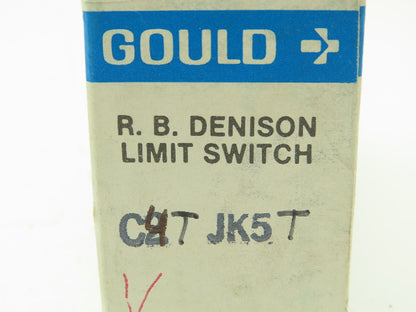 GOULD
R. B. DENISON
LIMIT SWITCH
C4T JK5T